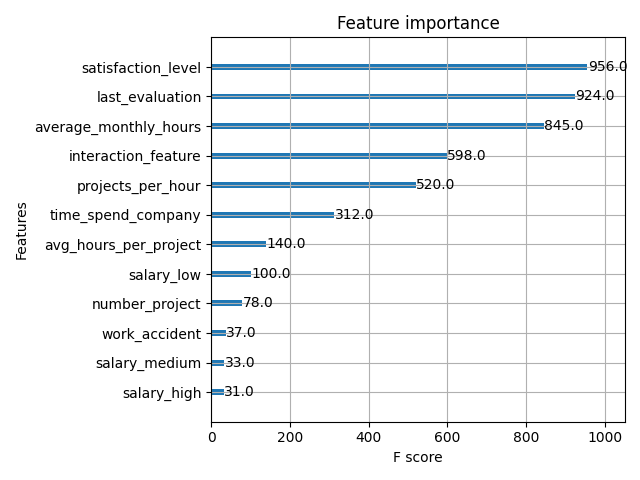 Feature importance
satisfaction_level 956.0
last_evaluation 924.0
average_monthly_hours 845.0
interaction_feature 598.0
projects_per_hour 520.0
time_spend_company 312.0
avg_hours_per_project 140.0
salary_low 100.0
number_project 78.0
work_accident 37.0
salary_medium 33.0
salary_high 31.0
Features
0 200 400 600 800 1000
F score